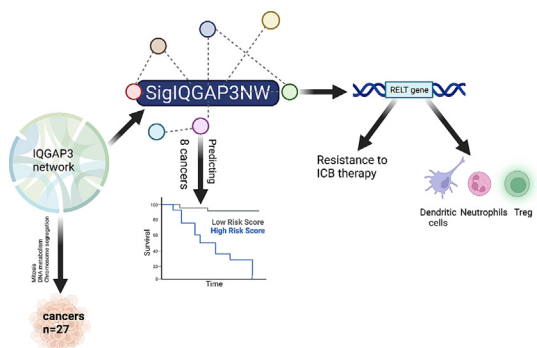 SigIQGAP3NW
RELT gene
IQGAP3
network
Predicting
8 cancers
Resistance to
ICB therapy
Dendritic
cells
Neutrophils
Treg
Mitosis
DNA metabolism
Chromosome segregation
100
80
60
40
20
0
Survival
Low Risk Score
High Risk Score
Time
cancers
n=27